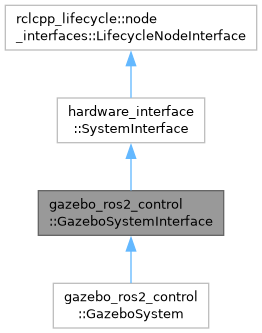 rclcpp_lifecycle::node
_interfaces::LifecycleNodeInterface
hardware_interface
::SystemInterface
gazebo_ros2_control
::GazeboSystemInterface
gazebo_ros2_control
::GazeboSystem